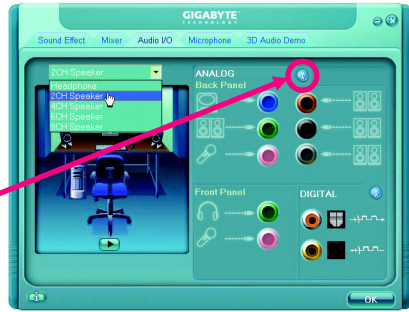 GIGABYTE
TECHNOLOGY
Sound Effect Mixer Audio I/O Microphone 3D Audio Demo
2CH Speaker
Headphone
2CH Speaker
4CH Speaker
6CH Speaker
8CH Speaker
ANALOG
Back Panel
Front Panel
DIGITAL
OK